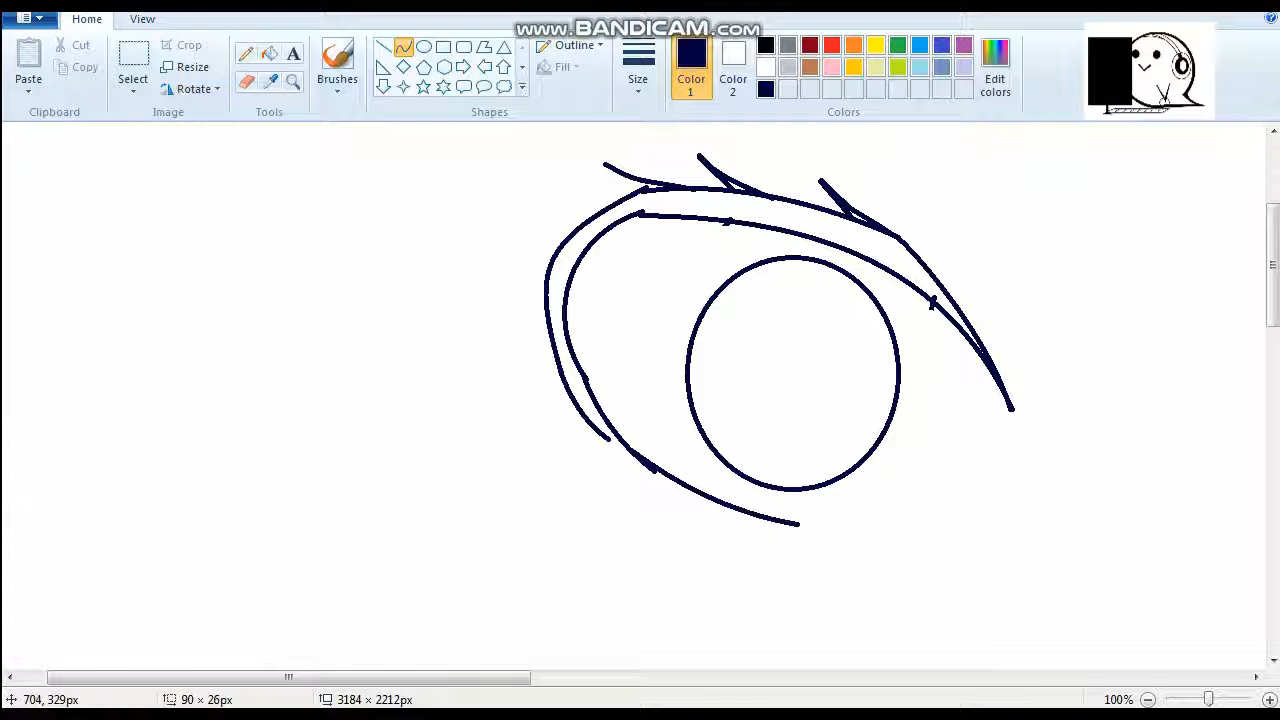 www.BANDICAM.com
Home View
Paste
Cut
Copy
Clipboard
Select
Crop
Resize
Rotate
Image
A
Tools
Brushes
Outline
Fill
Shapes
Size
Color 1
Color 2
Edit colors
Colors
704, 329px 90 × 26px 3184 × 2212px 100%